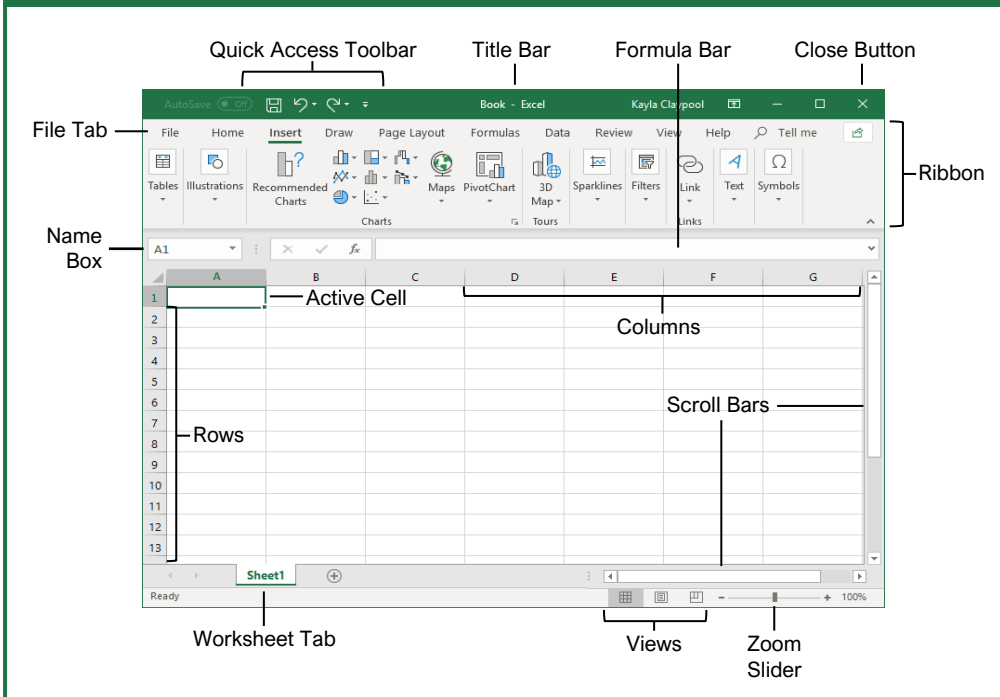 Quick Access Toolbar Title Bar Formula Bar Close Button
AutoSave Off Book - Excel Kayla Claypool
File Tab
File Home Insert Draw Page Layout Formulas Data Review View Help Tell me
Ribbon
Tables Illustrations Recommended Charts Maps PivotChart 3D Map Sparklines Filters Link Text Symbols
Charts Tours Links
Name Box
A1 fx
A B C D E F G
1 Active Cell
2 Columns
3
4
5
6 Scroll Bars
7
8 Rows
9
10
11
12
13
Sheet1
Ready 100%
Worksheet Tab Views Zoom Slider